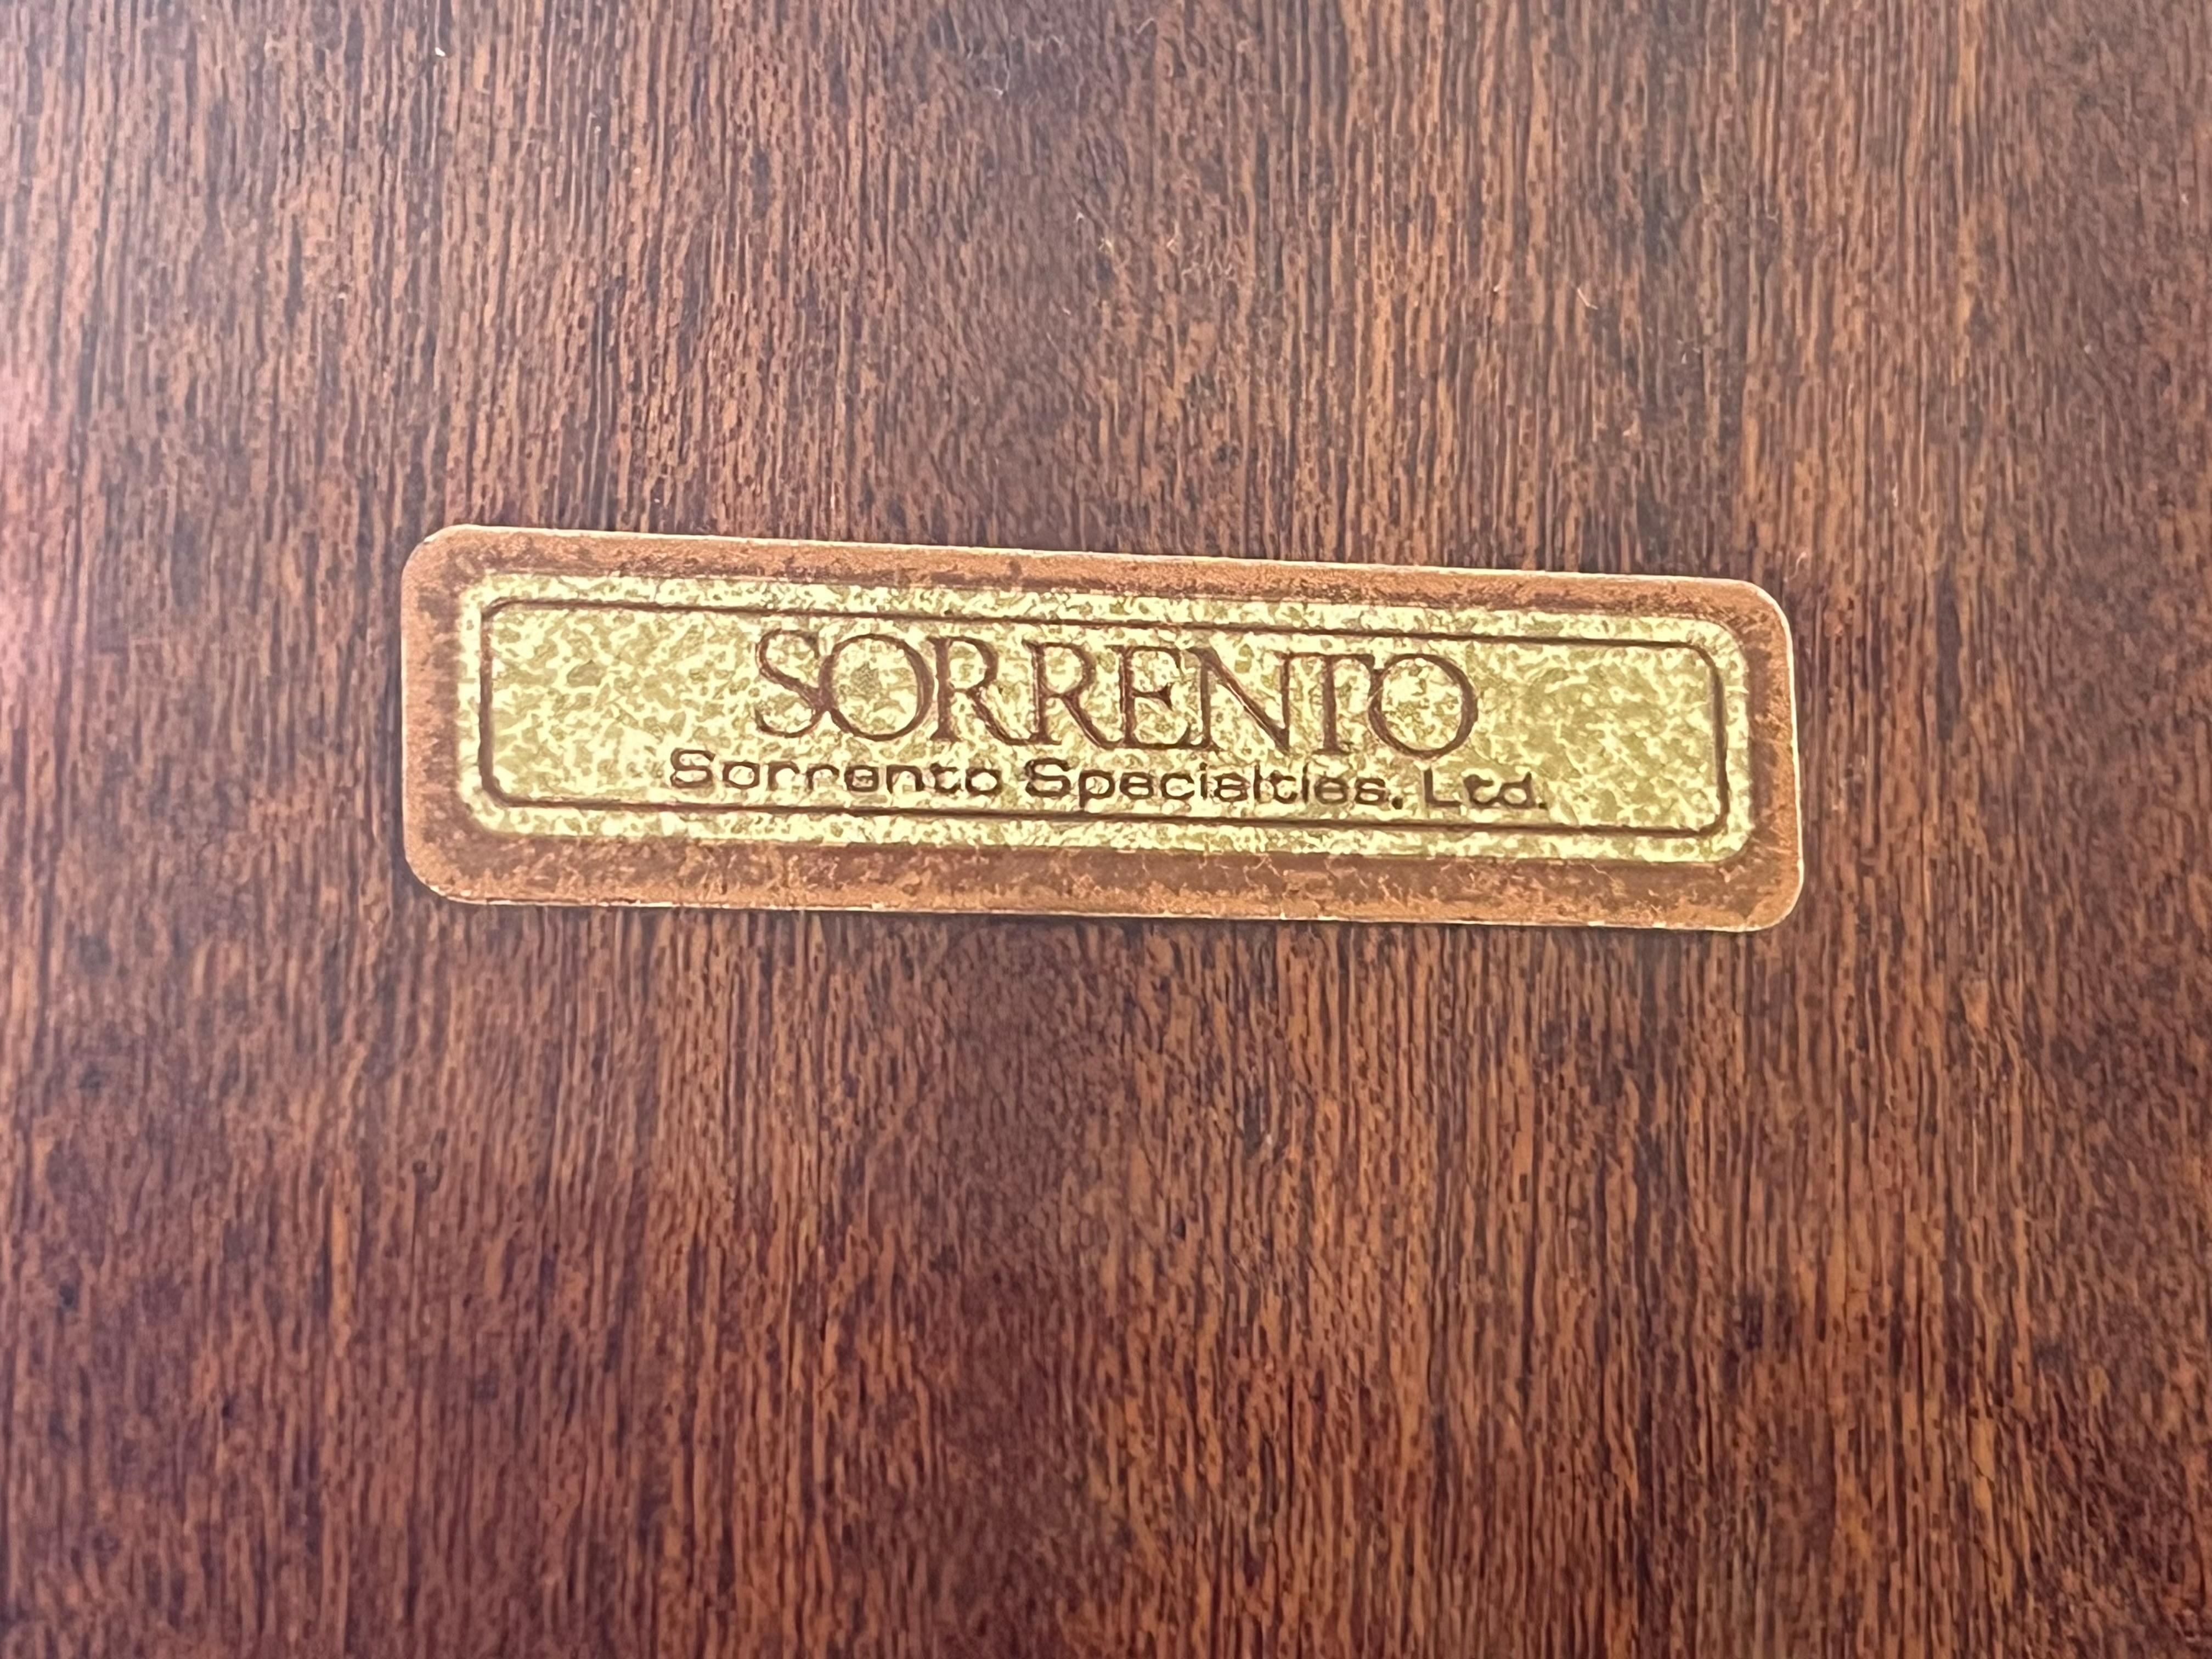 SORRENTO
Sorrento Specialties, Ltd.